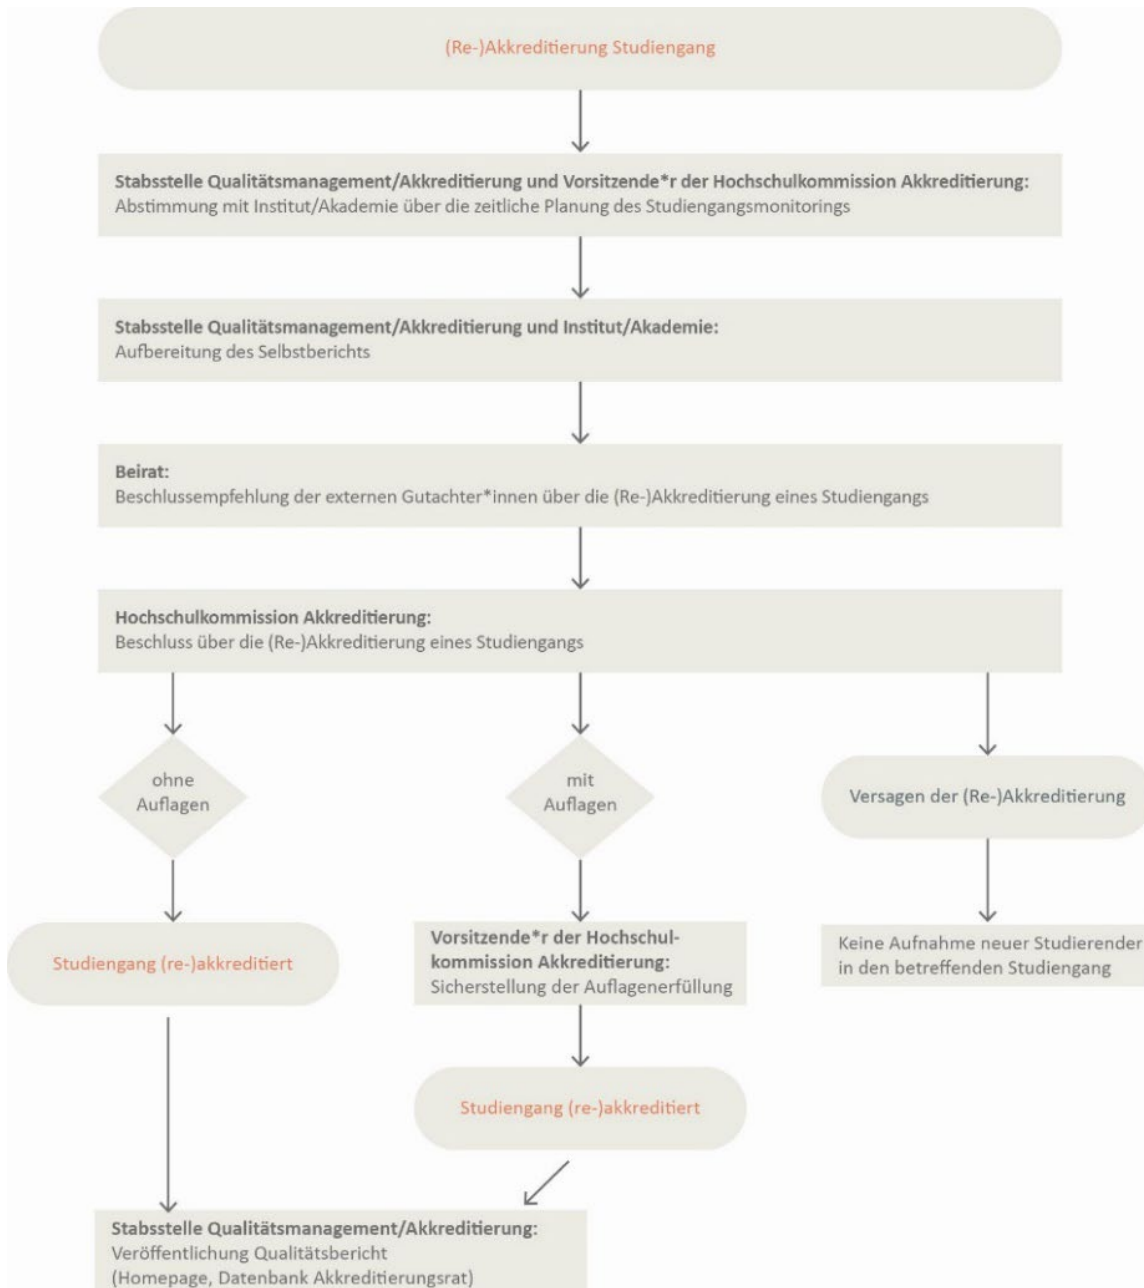 (Re-)Akkreditierung Studiengang
Stabsstelle Qualitätsmanagement/Akkreditierung und Vorsitzende*r der Hochschulkommission Akkreditierung:
Abstimmung mit Institut/Akademie über die zeitliche Planung des Studiengangsmonitorings
Stabsstelle Qualitätsmanagement/Akkreditierung und Institut/Akademie:
Aufbereitung des Selbstberichts
Beirat:
Beschlussempfehlung der externen Gutachter*innen über die (Re-)Akkreditierung eines Studiengangs
Hochschulkommission Akkreditierung:
Beschluss über die (Re-)Akkreditierung eines Studiengangs
ohne
Auflagen
mit
Auflagen
Versagen der (Re-)Akkreditierung
Studiengang (re-)akkreditiert
Vorsitzende*r der Hochschul-
kommission Akkreditierung:
Sicherstellung der Auflagenerfüllung
Keine Aufnahme neuer Studierender
in den betreffenden Studiengang
Studiengang (re-)akkreditiert
Stabsstelle Qualitätsmanagement/Akkreditierung:
Veröffentlichung Qualitätsbericht
(Homepage, Datenbank Akkreditierungsrat)